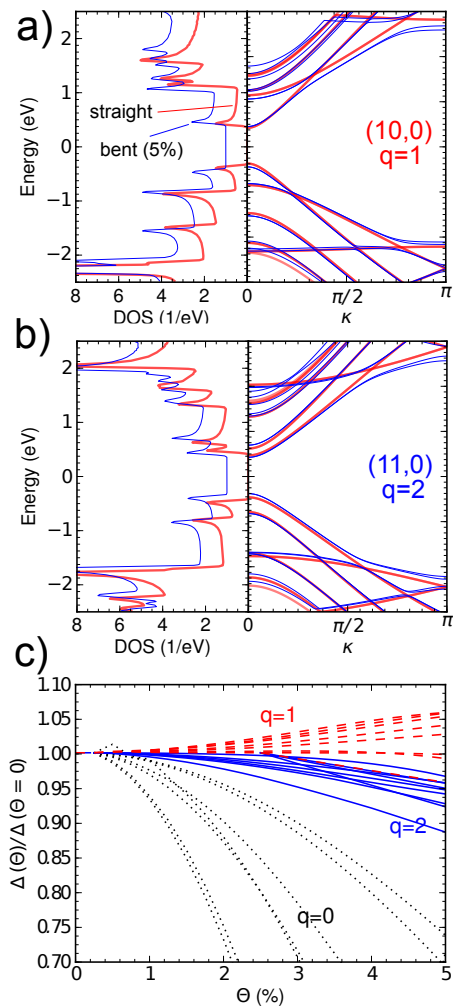 a)
2
1
0
−1
−2
Energy (eV)
straight
bent (5%)
(10,0)
q=1
8 6 4 2 0 π/2 π
DOS (1/eV) κ
b)
2
1
0
−1
−2
Energy (eV)
(11,0)
q=2
8 6 4 2 0 π/2 π
DOS (1/eV) κ
c)
1.10
1.05
1.00
0.95
0.90
0.85
0.80
0.75
0.70
Δ (Θ)/Δ (Θ = 0)
q=1
q=2
q=0
0 1 2 3 4 5
Θ (%)